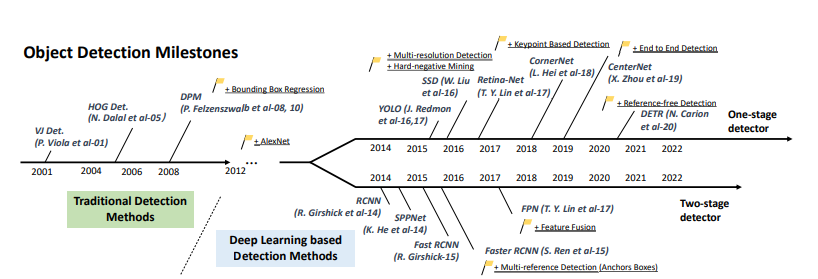 Object Detection Milestones
+ Multi-resolution Detection
+ Hard-negative Mining
+ Keypoint Based Detection
+ End to End Detection
+ Bounding Box Regression
+ Reference-free Detection
+ AlexNet
VJ Det.
(P. Viola et al-01)
HOG Det.
(N. Dalal et al-05)
DPM
(P. Felzenszwalb et al-08, 10)
YOLO (J. Redmon
et al-16,17)
SSD (W. Liu
et al-16)
Retina-Net
(T. Y. Lin et al-17)
CornerNet
(L. Hei et al-18)
CenterNet
(X. Zhou et al-19)
DETR (N. Carion
et al-20)
One-stage
detector
2014 2015 2016 2017 2018 2019 2020 2021 2022
2001 2004 2006 2008 2012 ...
2014 2015 2016 2017 2018 2019 2020 2021 2022
Two-stage
detector
Traditional Detection
Methods
Deep Learning based
Detection Methods
RCNN
(R. Girshick et al-14)
SPPNet
(K. He et al-14)
Fast RCNN
(R. Girshick-15)
Faster RCNN (S. Ren et al-15)
+ Multi-reference Detection (Anchors Boxes)
FPN (T. Y. Lin et al-17)
+ Feature Fusion